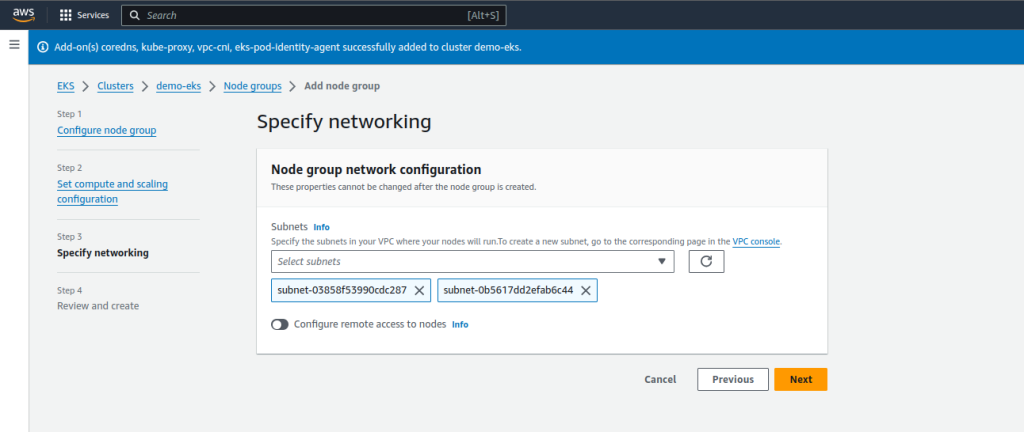 aws
Services
Search
[Alt+S]
Add-on(s) coredns, kube-proxy, vpc-cni, eks-pod-identity-agent successfully added to cluster demo-eks.
EKS > Clusters > demo-eks > Node groups > Add node group
Step 1
Configure node group
Step 2
Set compute and scaling
configuration
Step 3
Specify networking
Step 4
Review and create
Specify networking
Node group network configuration
These properties cannot be changed after the node group is created.
Subnets Info
Specify the subnets in your VPC where your nodes will run.To create a new subnet, go to the corresponding page in the VPC console.
Select subnets
subnet-03858f53990cdc287
subnet-0b5617dd2efab6c44
Configure remote access to nodes Info
Cancel
Previous
Next